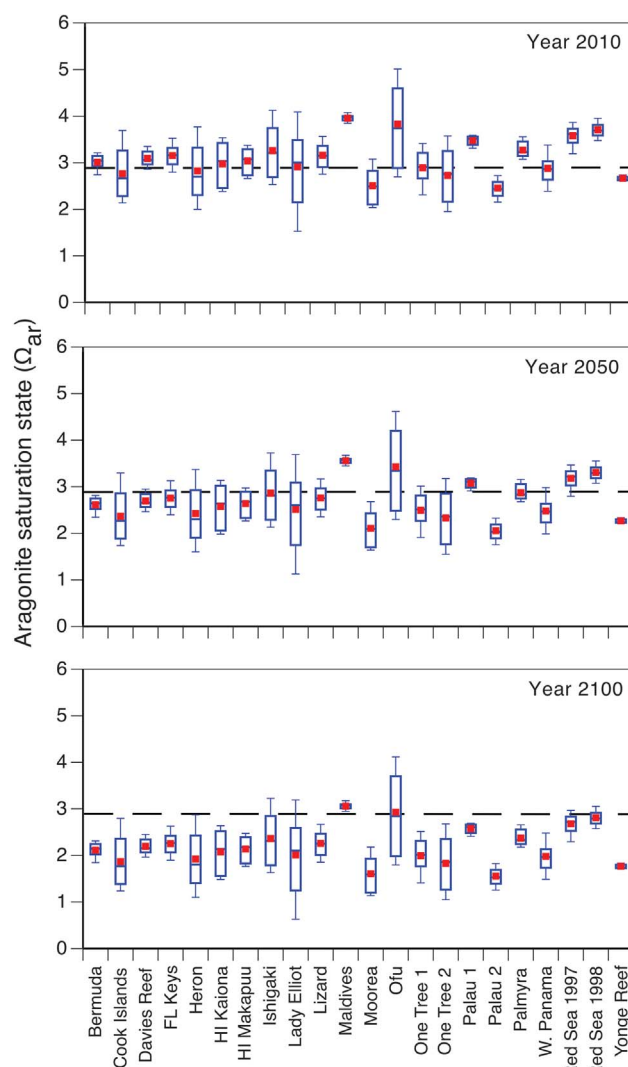 6
Year 2010
5
4
3
2
1
0
Aragonite saturation state (Ωar)
6
Year 2050
5
4
3
2
1
0
6
Year 2100
5
4
3
2
1
0
Bermuda
Cook Islands
Davies Reef
FL Keys
Heron
HI Kaiona
HI Makapuu
Ishigaki
Lady Elliot
Lizard
Maldives
Moorea
Ofu
One Tree 1
One Tree 2
Palau 1
Palau 2
Palmyra
W. Panama
ed Sea 1997
ed Sea 1998
Yonge Reef